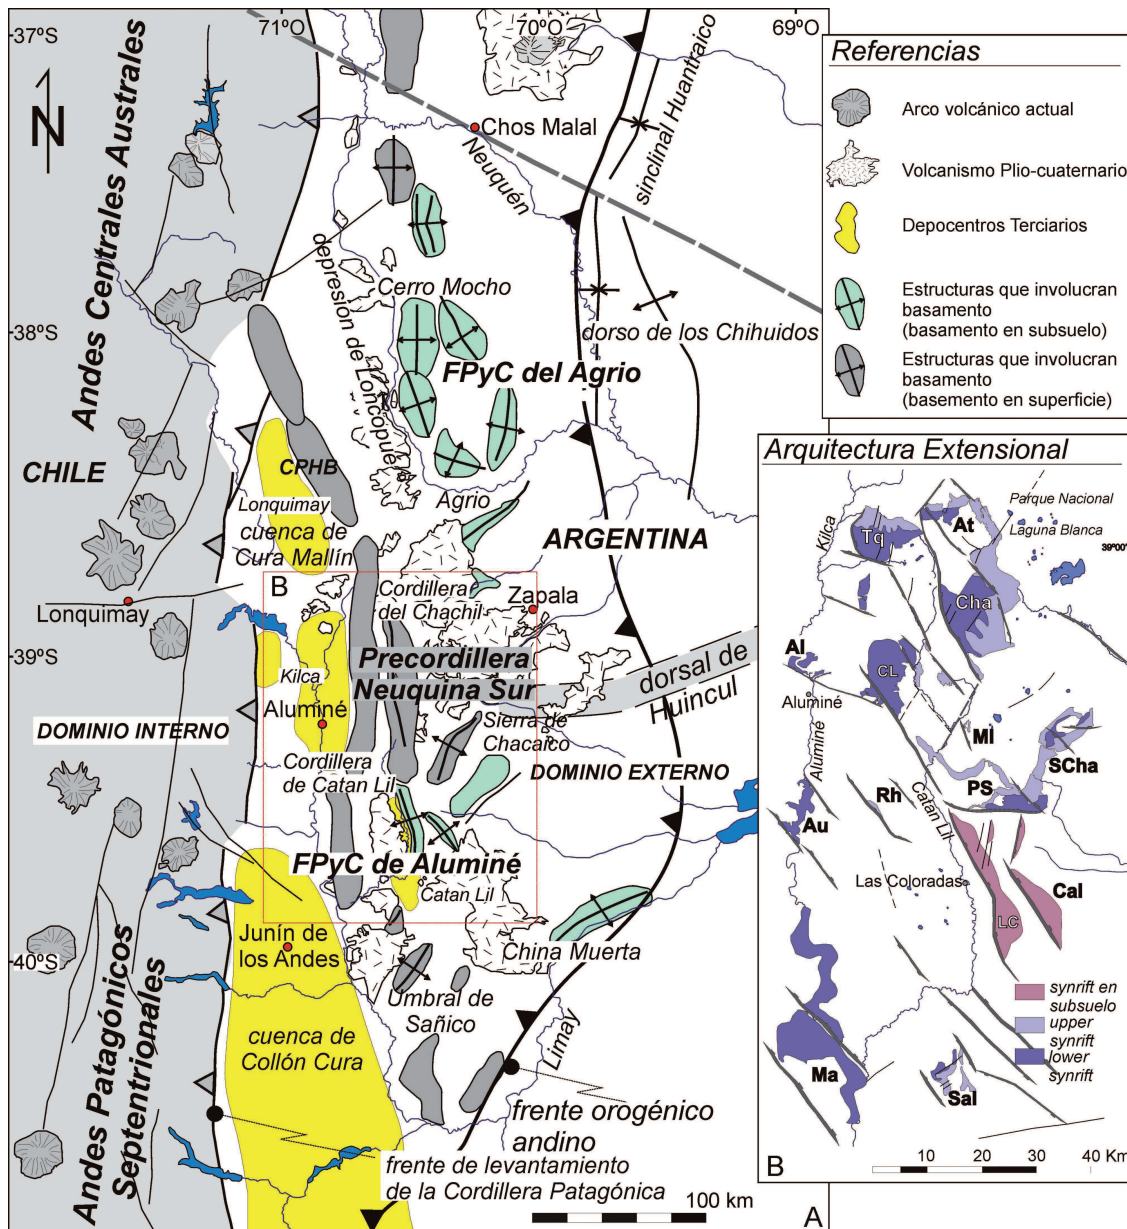 71ºO
70ºO
69ºO
37ºS
38ºS
39ºS
40ºS
N
Andes Centrales Australes
CHILE
Lonquimay
DOMINIO INTERNO
Andes Patagónicos
Septentrionales
Chos Malal
Neuquén
sinclinal Huantraico
depresión de Loncopué
Cerro Mocho
dorso de los Chihuidos
FPyC del Agrio
CPHB
Lonquimay
cuenca de
Cura Mallín
Agrio
ARGENTINA
B
Cordillera
del Chachil
Zapala
Precordillera
Neuquina Sur
dorsal de
Huincul
Kilca
Aluminé
Sierra de
Chacaico
Cordillera
de Catan Lil
DOMINIO EXTERNO
FPyC de Aluminé
Catan Lil
Junín de
los Andes
China Muerta
Umbral de
Sañico
cuenca de
Collón Cura
Limay
frente orogénico
andino
frente de levantamiento
de la Cordillera Patagónica
100 km
A
Referencias
Arco volcánico actual
Volcanismo Plio-cuaternario
Depocentros Terciarios
Estructuras que involucran
basamento
(basamento en subsuelo)
Estructuras que involucran
basamento
(basemento en superficie)
Arquitectura Extensional
Parque Nacional
Laguna Blanca
39º00'
Kilca
Tq
At
Cha
Al
CL
Aluminé
Aluminé
MI
SCha
PS
Rh
Catan Lil
Au
Las Coloradas
Cal
LC
synrift en
subsuelo
upper
synrift
lower
synrift
Ma
Sal
B
0 10 20 30 40 Km